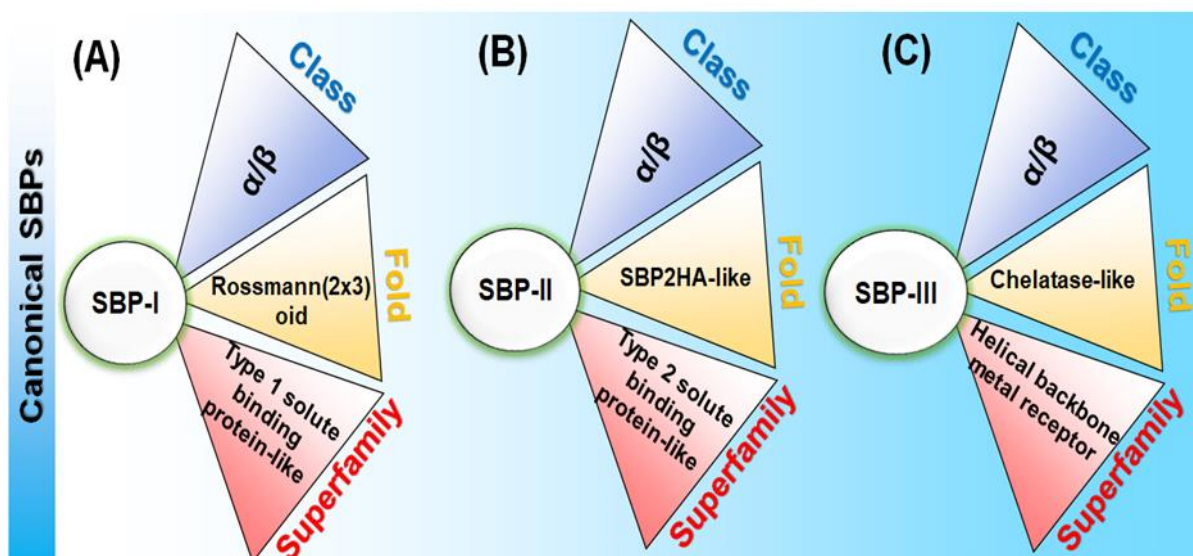 Canonical SBPs
(A)
Class
α/β
SBP-I
Rossmann(2x3)
oid
Fold
Type 1 solute
binding
protein-like
Superfamily
(B)
Class
α/β
SBP-II
SBP2HA-like
Fold
Type 2 solute
binding
protein-like
Superfamily
(C)
Class
α/β
SBP-III
Chelatase-like
Fold
Helical backbone
metal receptor
Superfamily